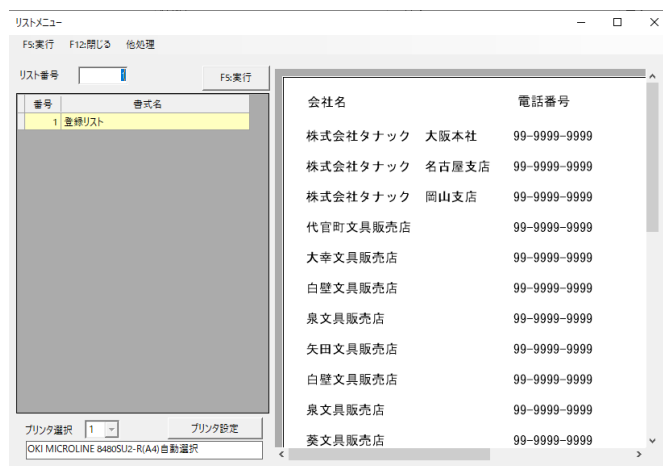 リストメニュー
F5:実行 F12:閉じる 他処理
リスト番号 1 F5:実行
番号 書式名
1 登録リスト
プリンタ選択 1 プリンタ設定
OKI MICROLINE 8480SU2-R(A4)自動選択
会社名 電話番号
株式会社タナック 大阪本社 99-9999-9999
株式会社タナック 名古屋支店 99-9999-9999
株式会社タナック 岡山支店 99-9999-9999
代官町文具販売店 99-9999-9999
大幸文具販売店 99-9999-9999
白壁文具販売店 99-9999-9999
泉文具販売店 99-9999-9999
矢田文具販売店 99-9999-9999
白壁文具販売店 99-9999-9999
泉文具販売店 99-9999-9999
葵文具販売店 99-9999-9999